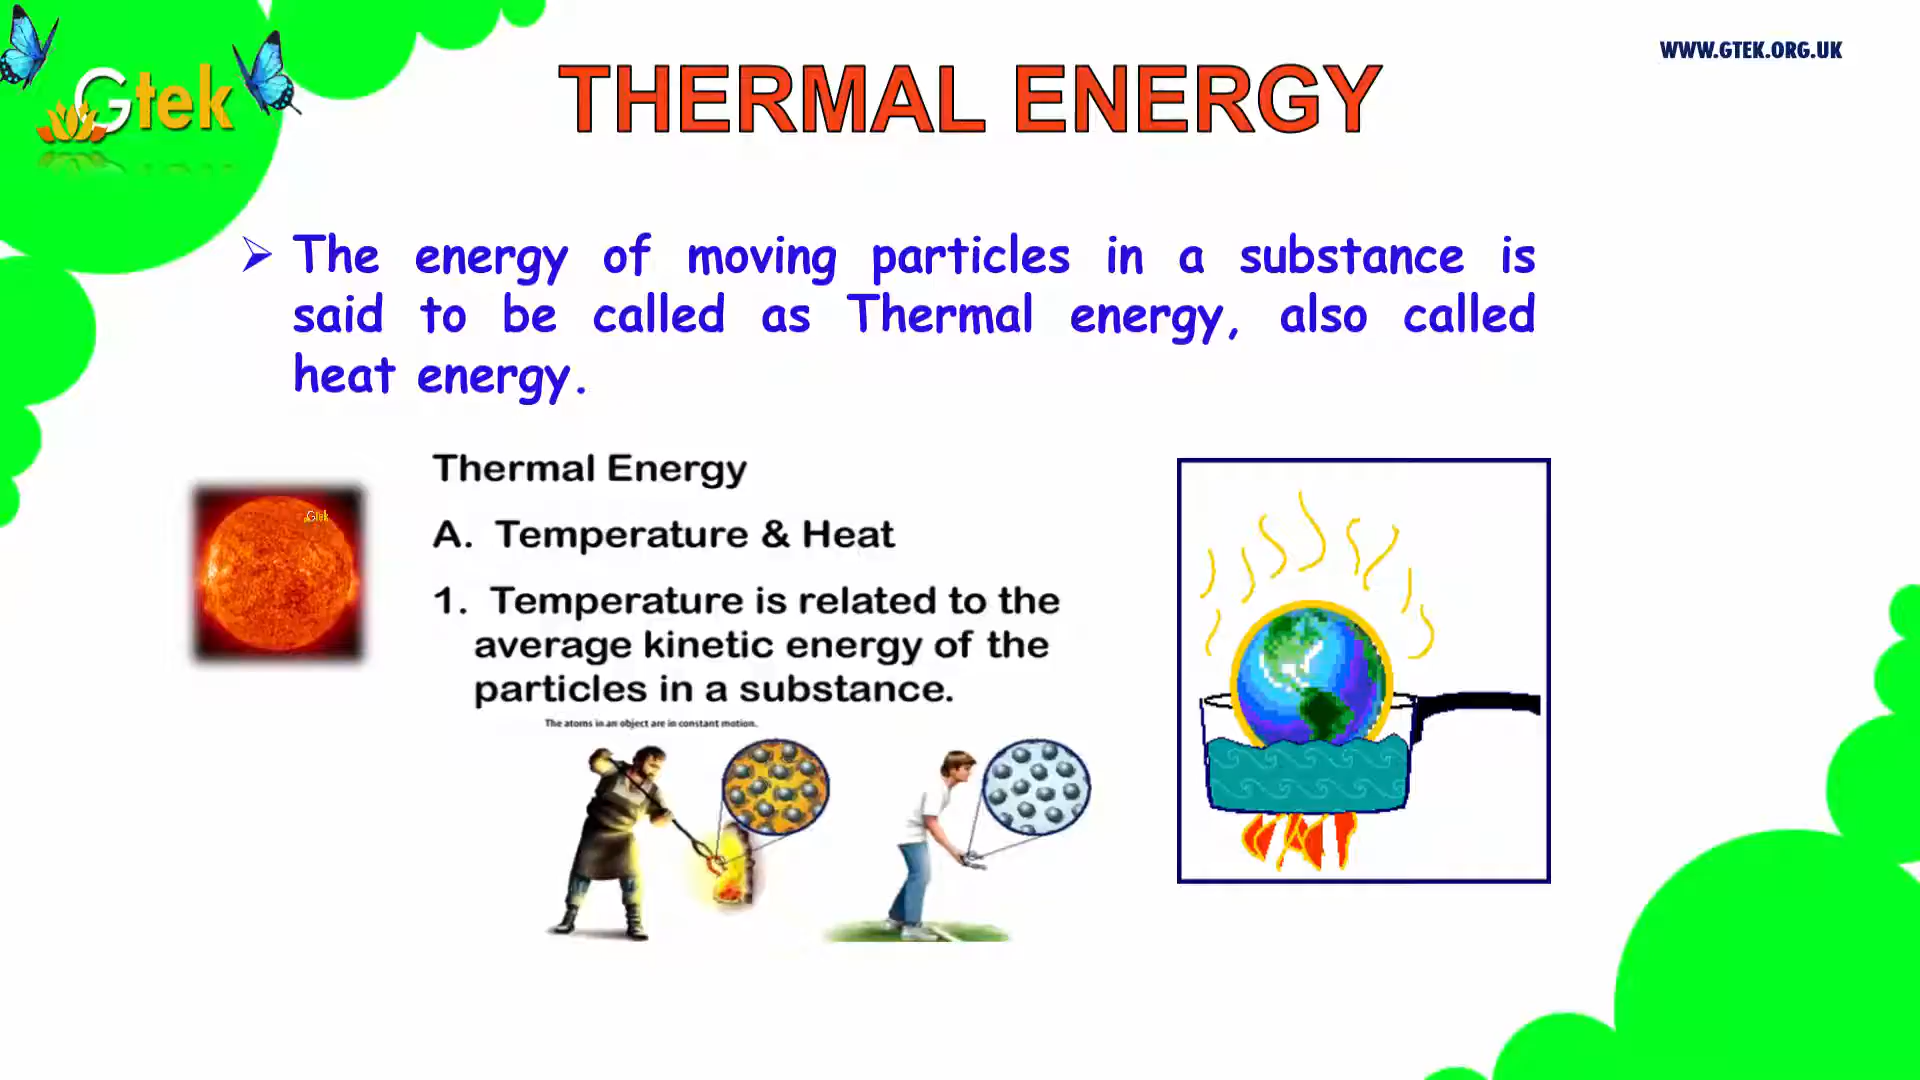 Gtek
WWW.GTEK.ORG.UK
THERMAL ENERGY
➢ The energy of moving particles in a substance is
said to be called as Thermal energy, also called
heat energy.
Gtek
Thermal Energy
A. Temperature & Heat
1. Temperature is related to the
average kinetic energy of the
particles in a substance.
The atoms in an object are in constant motion.